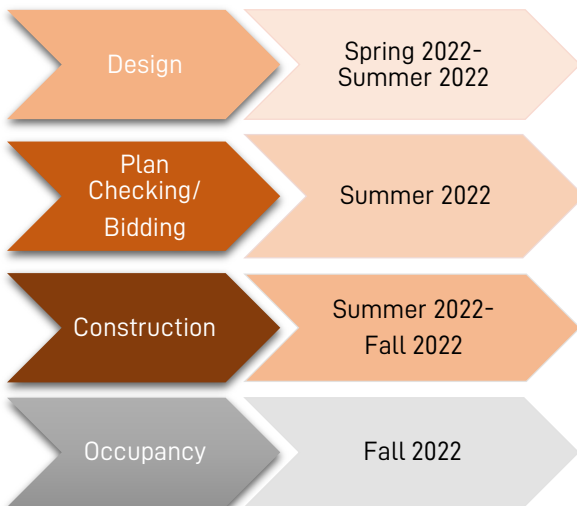 Design
Spring 2022-
Summer 2022
Plan
Checking/
Bidding
Summer 2022
Construction
Summer 2022-
Fall 2022
Occupancy
Fall 2022